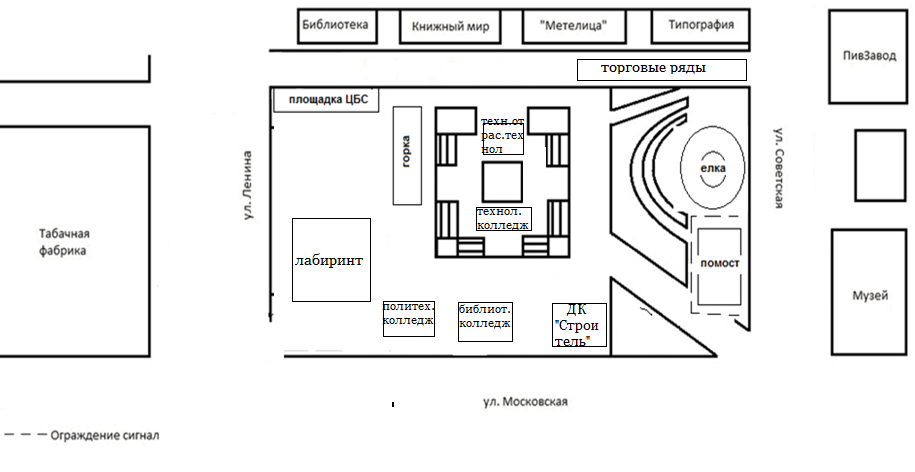 Библиотека
Книжный мир
"Метелица"
Типография
ПивЗавод
торговые ряды
площадка ЦБС
горка
техн.от
рас.тех
нол
елка
ул. Ленина
ул. Советская
технол.
колледж
Табачная
фабрика
лабиринт
помост
Музей
политех.
колледж
библиот.
колледж
ДК
"Строи
тель"
ул. Московская
Ограждение сигнал